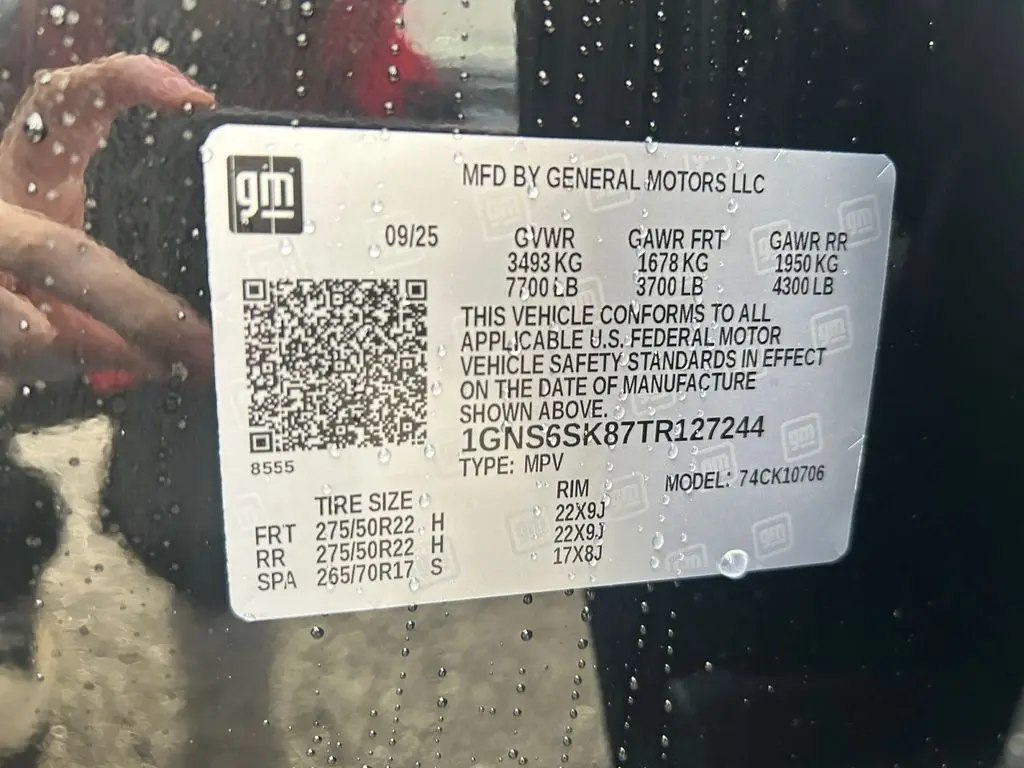 gm
MFD BY GENERAL MOTORS LLC
09/25 GVWR GAWR FRT GAWR RR
3493 KG 1678 KG 1950 KG
7700 LB 3700 LB 4300 LB
THIS VEHICLE CONFORMS TO ALL
APPLICABLE U.S. FEDERAL MOTOR
VEHICLE SAFETY STANDARDS IN EFFECT
ON THE DATE OF MANUFACTURE
SHOWN ABOVE.
1GNS6SK87TR127244
8555
TYPE: MPV MODEL: 74CK10706
TIRE SIZE RIM
FRT 275/50R22 H 22X9J
RR 275/50R22 H 22X9J
SPA 265/70R17 S 17X8J